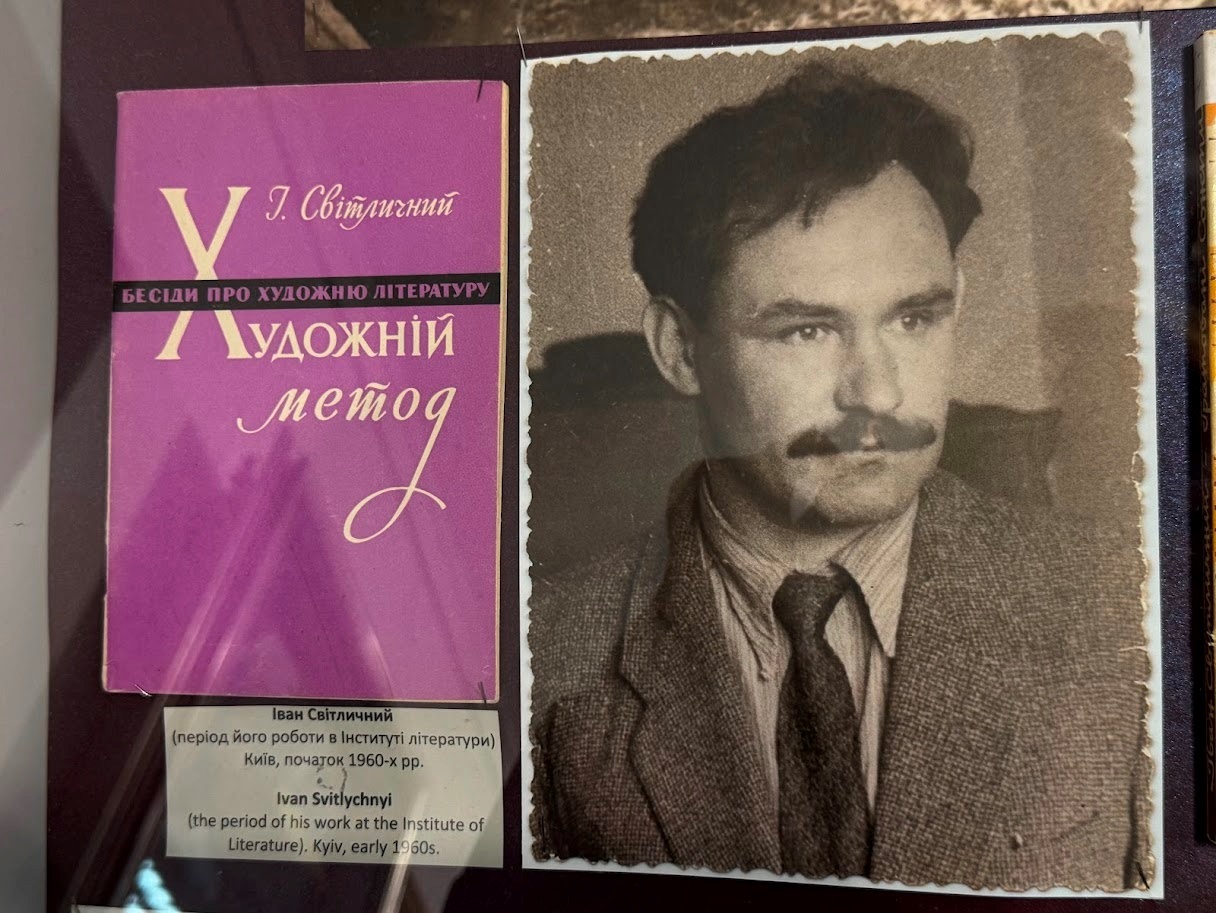 І. Світличний
БЕСІДИ ПРО ХУДОЖНЮ ЛІТЕРАТУРУ
Художній
метод
Іван Світличний
(період його роботи в Інституті літератури)
Київ, початок 1960-х рр.
Ivan Svitlychnyi
(the period of his work at the Institute of
Literature). Kyiv, early 1960s.